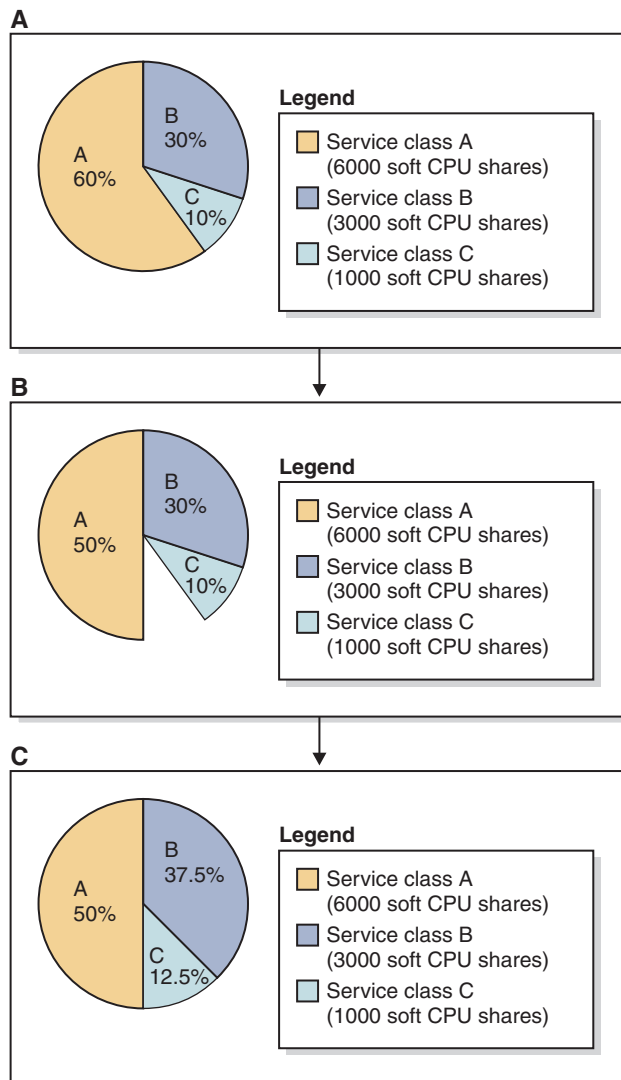 A
A
60%
B
30%
C
10%
Legend
Service class A
(6000 soft CPU shares)
Service class B
(3000 soft CPU shares)
Service class C
(1000 soft CPU shares)
B
A
50%
B
30%
C
10%
Legend
Service class A
(6000 soft CPU shares)
Service class B
(3000 soft CPU shares)
Service class C
(1000 soft CPU shares)
C
A
50%
B
37.5%
C
12.5%
Legend
Service class A
(6000 soft CPU shares)
Service class B
(3000 soft CPU shares)
Service class C
(1000 soft CPU shares)